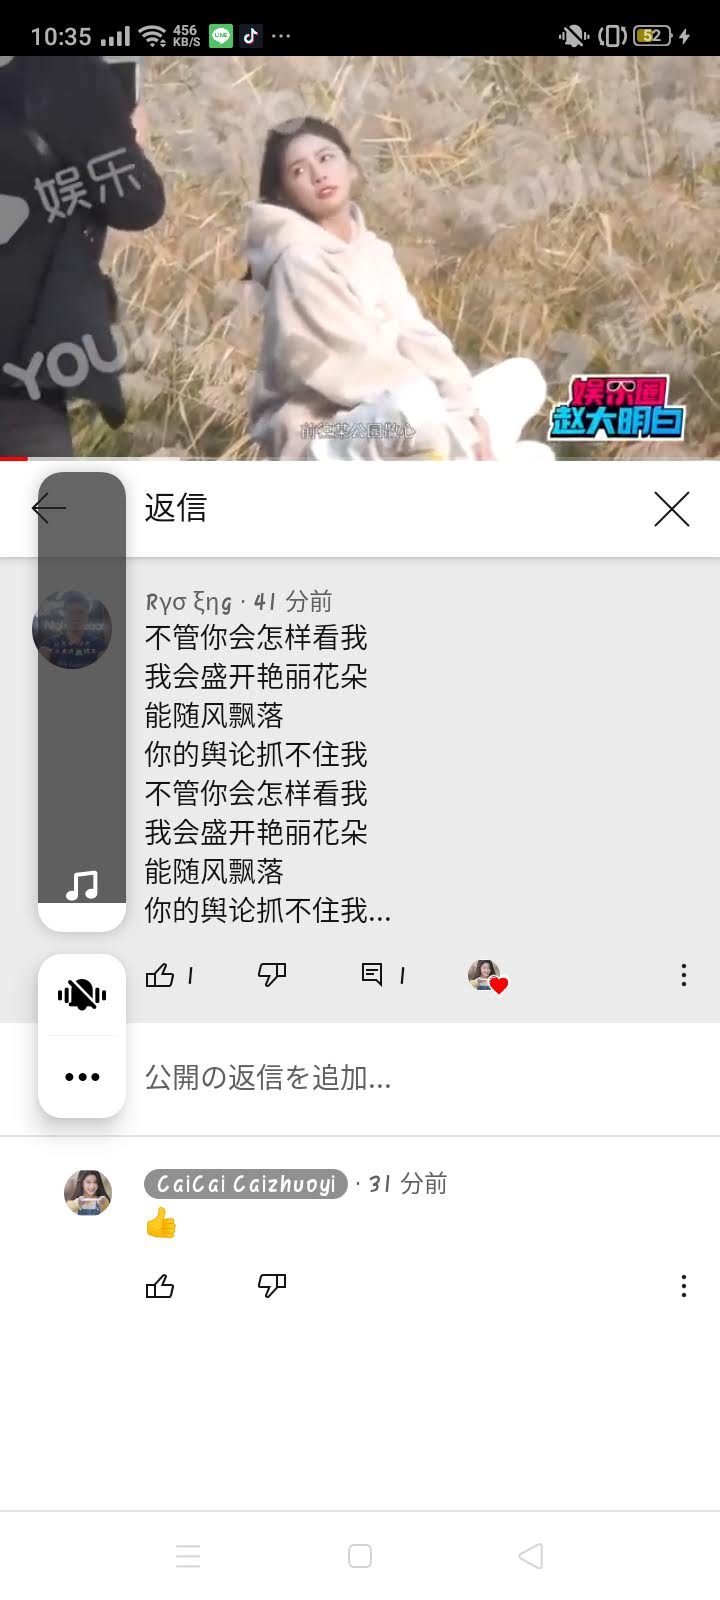 10:35
456
KB/S
LINE
52
娱乐
YOUKU
YOUKU
娱乐圈
赵大明白
前往某公园散心
返信
Rγσ ξηg · 41 分前
不管你会怎样看我
我会盛开艳丽花朵
能随风飘落
你的舆论抓不住我
不管你会怎样看我
我会盛开艳丽花朵
能随风飘落
你的舆论抓不住我...
1
1
公開の返信を追加...
CaiCai Caizhuoyi · 31 分前